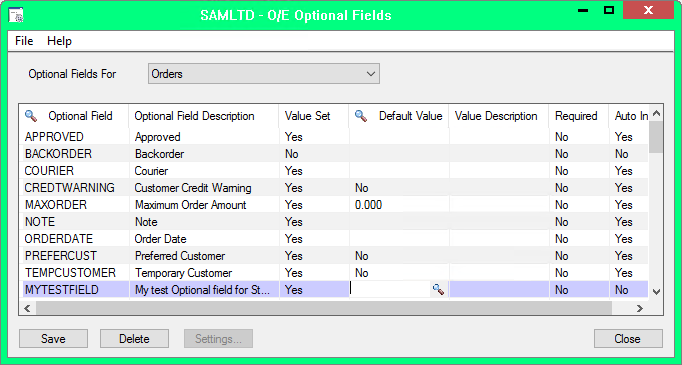 SAMLTD - O/E Optional Fields
File Help
Optional Fields For Orders
Optional Field Optional Field Description Value Set Default Value Value Description Required Auto In
APPROVED Approved Yes No Yes
BACKORDER Backorder No No No
COURIER Courier Yes No Yes
CREDTWARNING Customer Credit Warning Yes No No Yes
MAXORDER Maximum Order Amount Yes 0.000 No Yes
NOTE Note Yes No Yes
ORDERDATE Order Date Yes No Yes
PREFERCUST Preferred Customer Yes No No Yes
TEMPCUSTOMER Temporary Customer Yes No No Yes
MYTESTFIELD My test Optional field for St... Yes No No
Save Delete Settings... Close